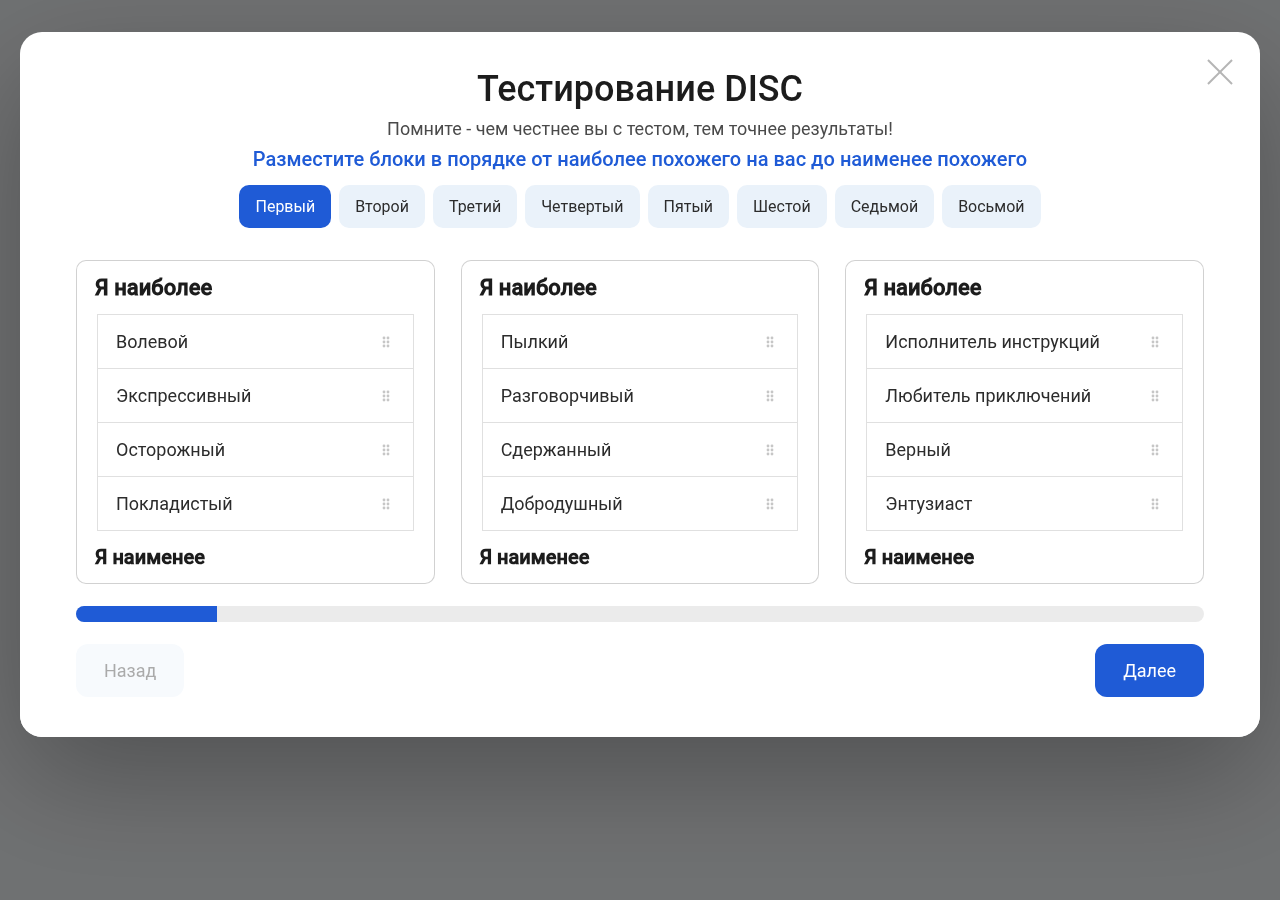 Тестирование DISC
Помните - чем честнее вы с тестом, тем точнее результаты!
Разместите блоки в порядке от наиболее похожего на вас до наименее похожего
Первый
Второй
Третий
Четвертый
Пятый
Шестой
Седьмой
Восьмой
Я наиболее
Волевой
Экспрессивный
Осторожный
Покладистый
Я наименее
Я наиболее
Пылкий
Разговорчивый
Сдержанный
Добродушный
Я наименее
Я наиболее
Исполнитель инструкций
Любитель приключений
Верный
Энтузиаст
Я наименее
Назад
Далее